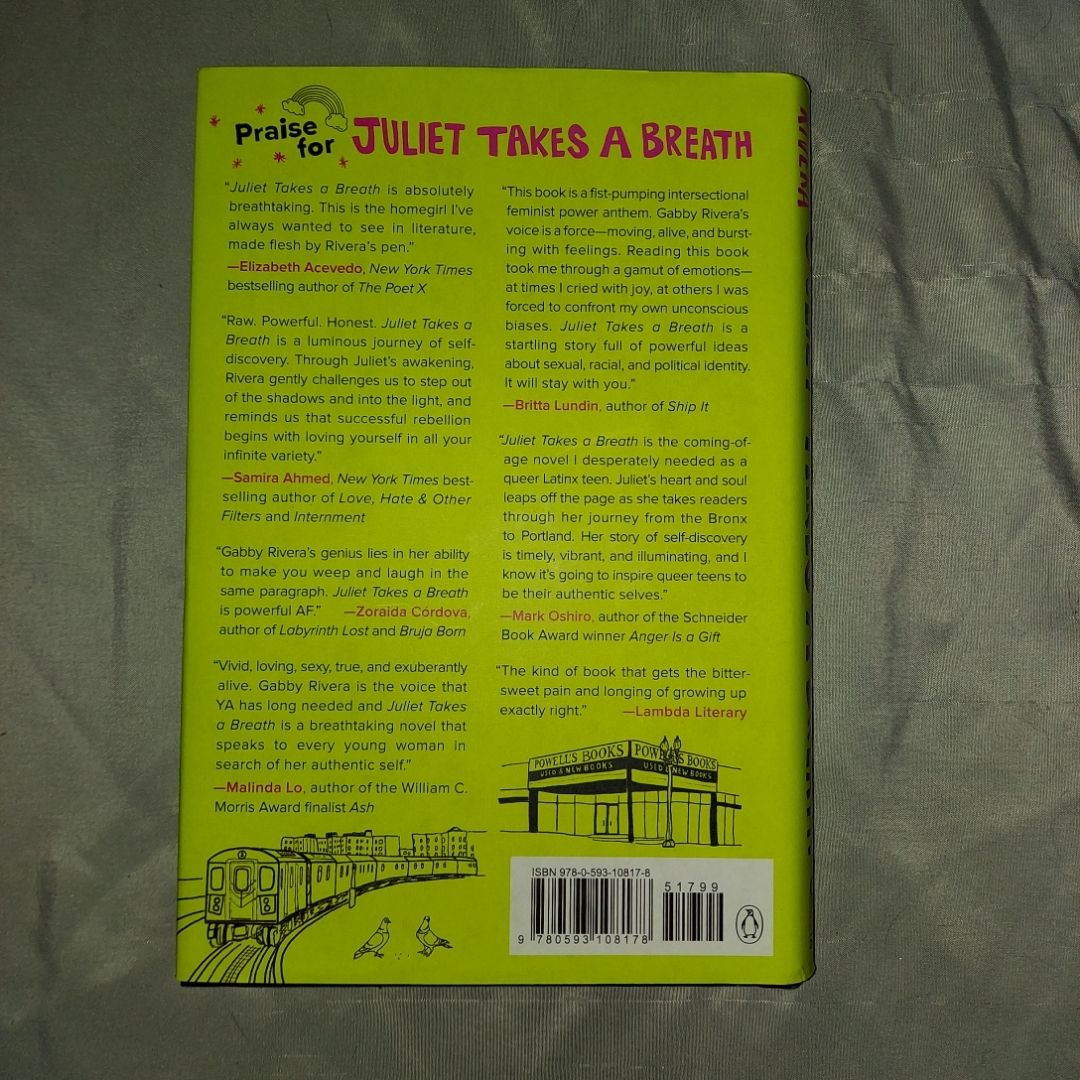 Praise
for
JULIET TAKES A BREATH
“Juliet Takes a Breath is absolutely
breathtaking. This is the homegirl I’ve
always wanted to see in literature,
made flesh by Rivera’s pen.”
—Elizabeth Acevedo, New York Times
bestselling author of The Poet X
“Raw. Powerful. Honest. Juliet Takes a
Breath is a luminous journey of self-
discovery. Through Juliet’s awakening,
Rivera gently challenges us to step out
of the shadows and into the light, and
reminds us that successful rebellion
begins with loving yourself in all your
infinite variety.”
—Samira Ahmed, New York Times best-
selling author of Love, Hate & Other
Filters and Internment
“Gabby Rivera’s genius lies in her ability
to make you weep and laugh in the
same paragraph. Juliet Takes a Breath
is powerful AF.” —Zoraida Córdova,
author of Labyrinth Lost and Bruja Born
“Vivid, loving, sexy, true, and exuberantly
alive. Gabby Rivera is the voice that
YA has long needed and Juliet Takes
a Breath is a breathtaking novel that
speaks to every young woman in
search of her authentic self.”
—Malinda Lo, author of the William C.
Morris Award finalist Ash
“This book is a fist-pumping intersectional
feminist power anthem. Gabby Rivera’s
voice is a force—moving, alive, and burst-
ing with feelings. Reading this book
took me through a gamut of emotions—
at times I cried with joy, at others I was
forced to confront my own unconscious
biases. Juliet Takes a Breath is a
startling story full of powerful ideas
about sexual, racial, and political identity.
It will stay with you.”
—Britta Lundin, author of Ship It
“Juliet Takes a Breath is the coming-of-
age novel I desperately needed as a
queer Latinx teen. Juliet’s heart and soul
leaps off the page as she takes readers
through her journey from the Bronx
to Portland. Her story of self-discovery
is timely, vibrant, and illuminating, and I
know it’s going to inspire queer teens to
be their authentic selves.”
—Mark Oshiro, author of the Schneider
Book Award winner Anger Is a Gift
“The kind of book that gets the bitter-
sweet pain and longing of growing up
exactly right.” —Lambda Literary
POWELL'S BOOKS POWELL'S BOOKS
USED & NEW BOOKS USED & NEW BOOKS
ISBN 978-0-593-10817-8
51799
9 780593 108178